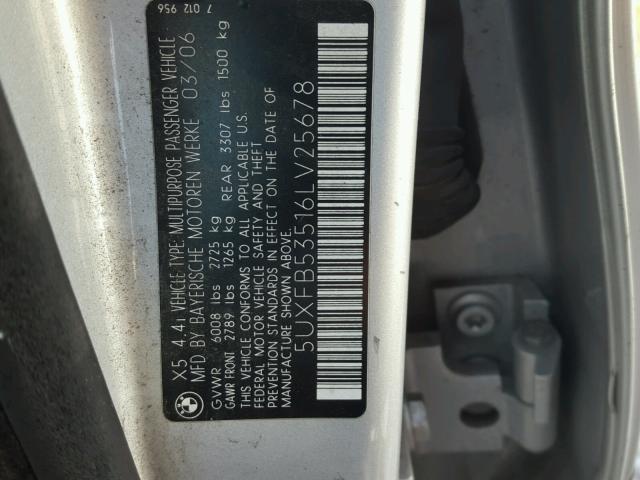 X5 4.4i VEHICLE TYPE: MULTIPURPOSE PASSENGER VEHICLE
MFD BY BAYERISCHE MOTOREN WERKE 03/06
GVWR 6008 lbs 2725 kg
GAWR FRONT 2789 lbs 1265 kg REAR 3307 lbs 1500 kg
THIS VEHICLE CONFORMS TO ALL APPLICABLE U.S.
FEDERAL MOTOR VEHICLE SAFETY AND THEFT
PREVENTION STANDARDS IN EFFECT ON DATE OF
MANUFACTURE SHOWN ABOVE:
5UXFB53516LV25678
7 012 956
BMW